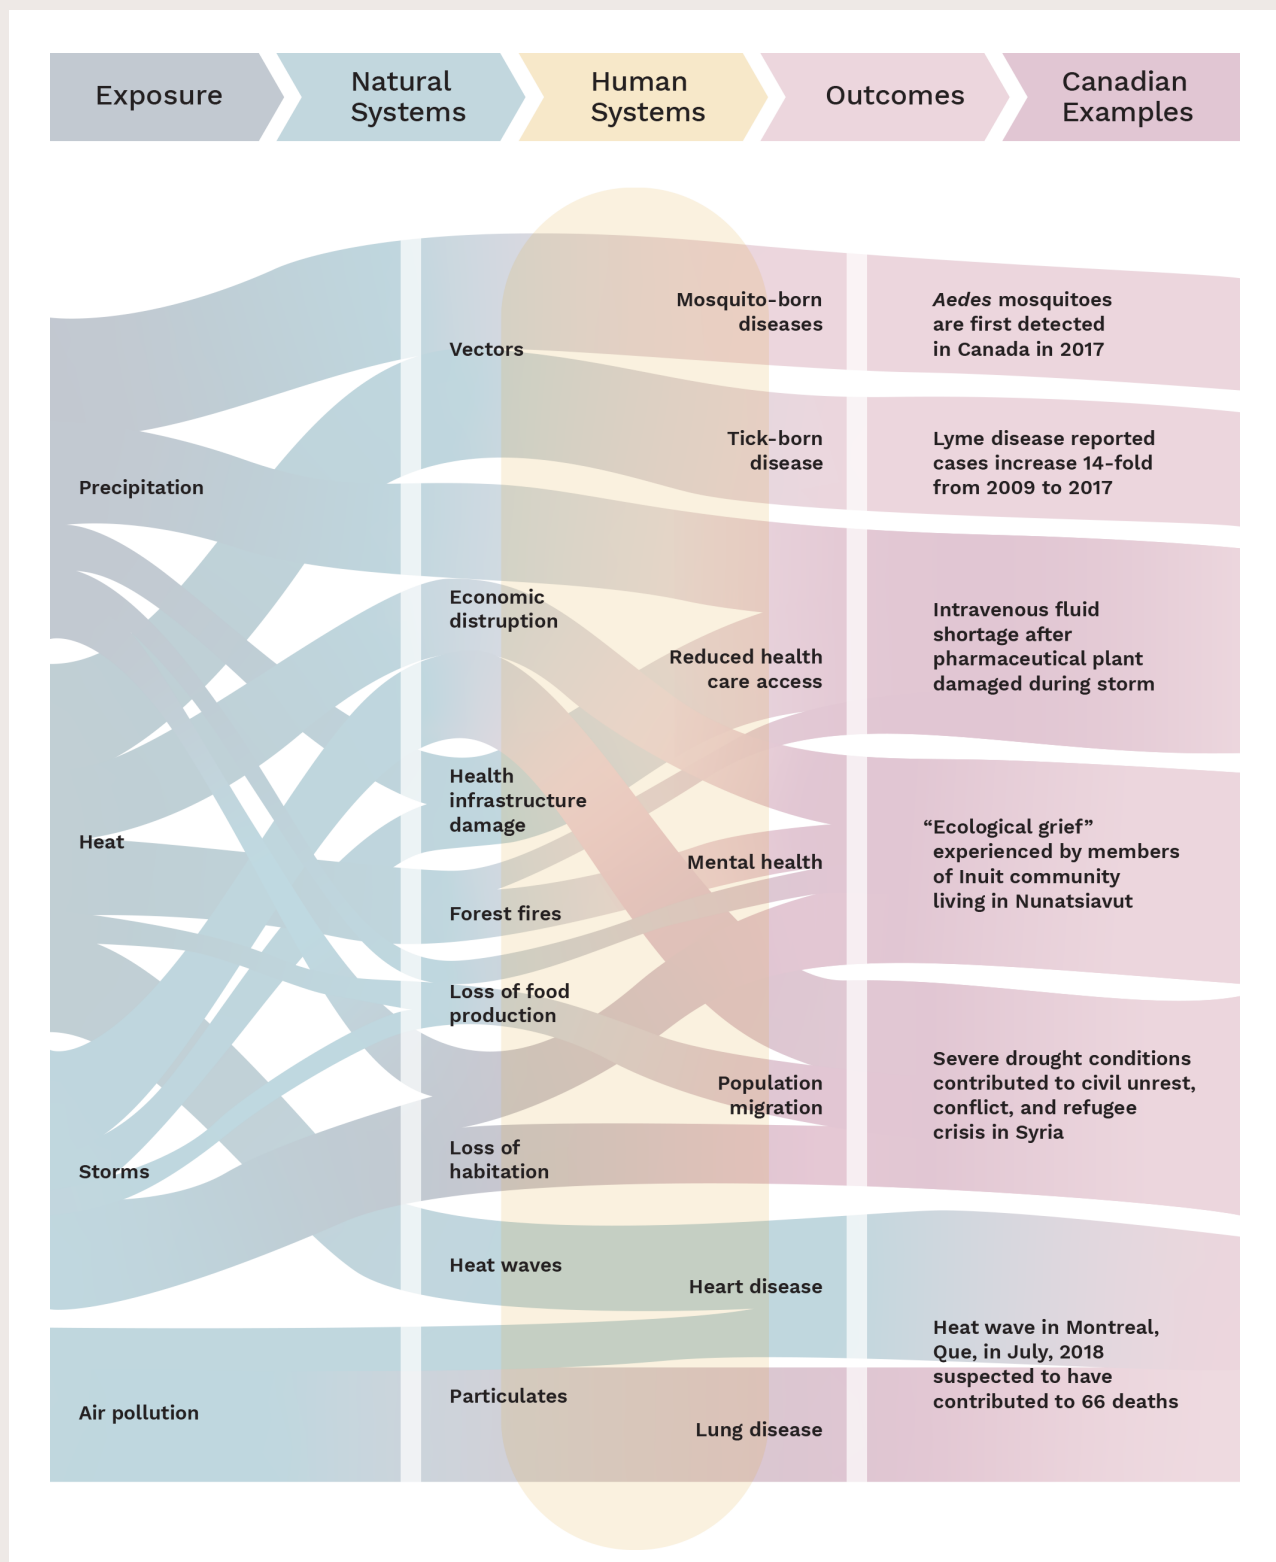 Exposure
Natural
Systems
Human
Systems
Outcomes
Canadian
Examples
Precipitation
Heat
Storms
Air pollution
Vectors
Economic
distruption
Health
infrastructure
damage
Forest fires
Loss of food
production
Loss of
habitation
Heat waves
Particulates
Mosquito-born
diseases
Tick-born
disease
Reduced health
care access
Mental health
Population
migration
Heart disease
Lung disease
Aedes mosquitoes
are first detected
in Canada in 2017
Lyme disease reported
cases increase 14-fold
from 2009 to 2017
Intravenous fluid
shortage after
pharmaceutical plant
damaged during storm
“Ecological grief”
experienced by members
of Inuit community
living in Nunatsiavut
Severe drought conditions
contributed to civil unrest,
conflict, and refugee
crisis in Syria
Heat wave in Montreal,
Que, in July, 2018
suspected to have
contributed to 66 deaths